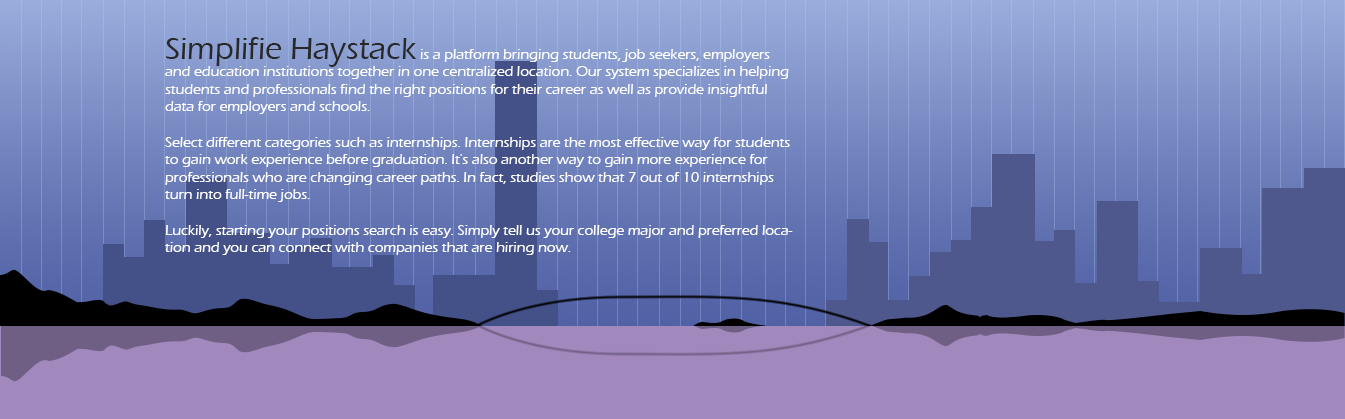 Simplifie Haystack is a platform bringing students, job seekers, employers
and education institutions together in one centralized location. Our system specializes in helping
students and professionals find the right positions for their career as well as provide insightful
data for employers and schools.
Select different categories such as internships. Internships are the most effective way for students
to gain work experience before graduation. It's also another way to gain more experience for
professionals who are changing career paths. In fact, studies show that 7 out of 10 internships
turn into full-time jobs.
Luckily, starting your positions search is easy. Simply tell us your college major and preferred loca-
tion and you can connect with companies that are hiring now.